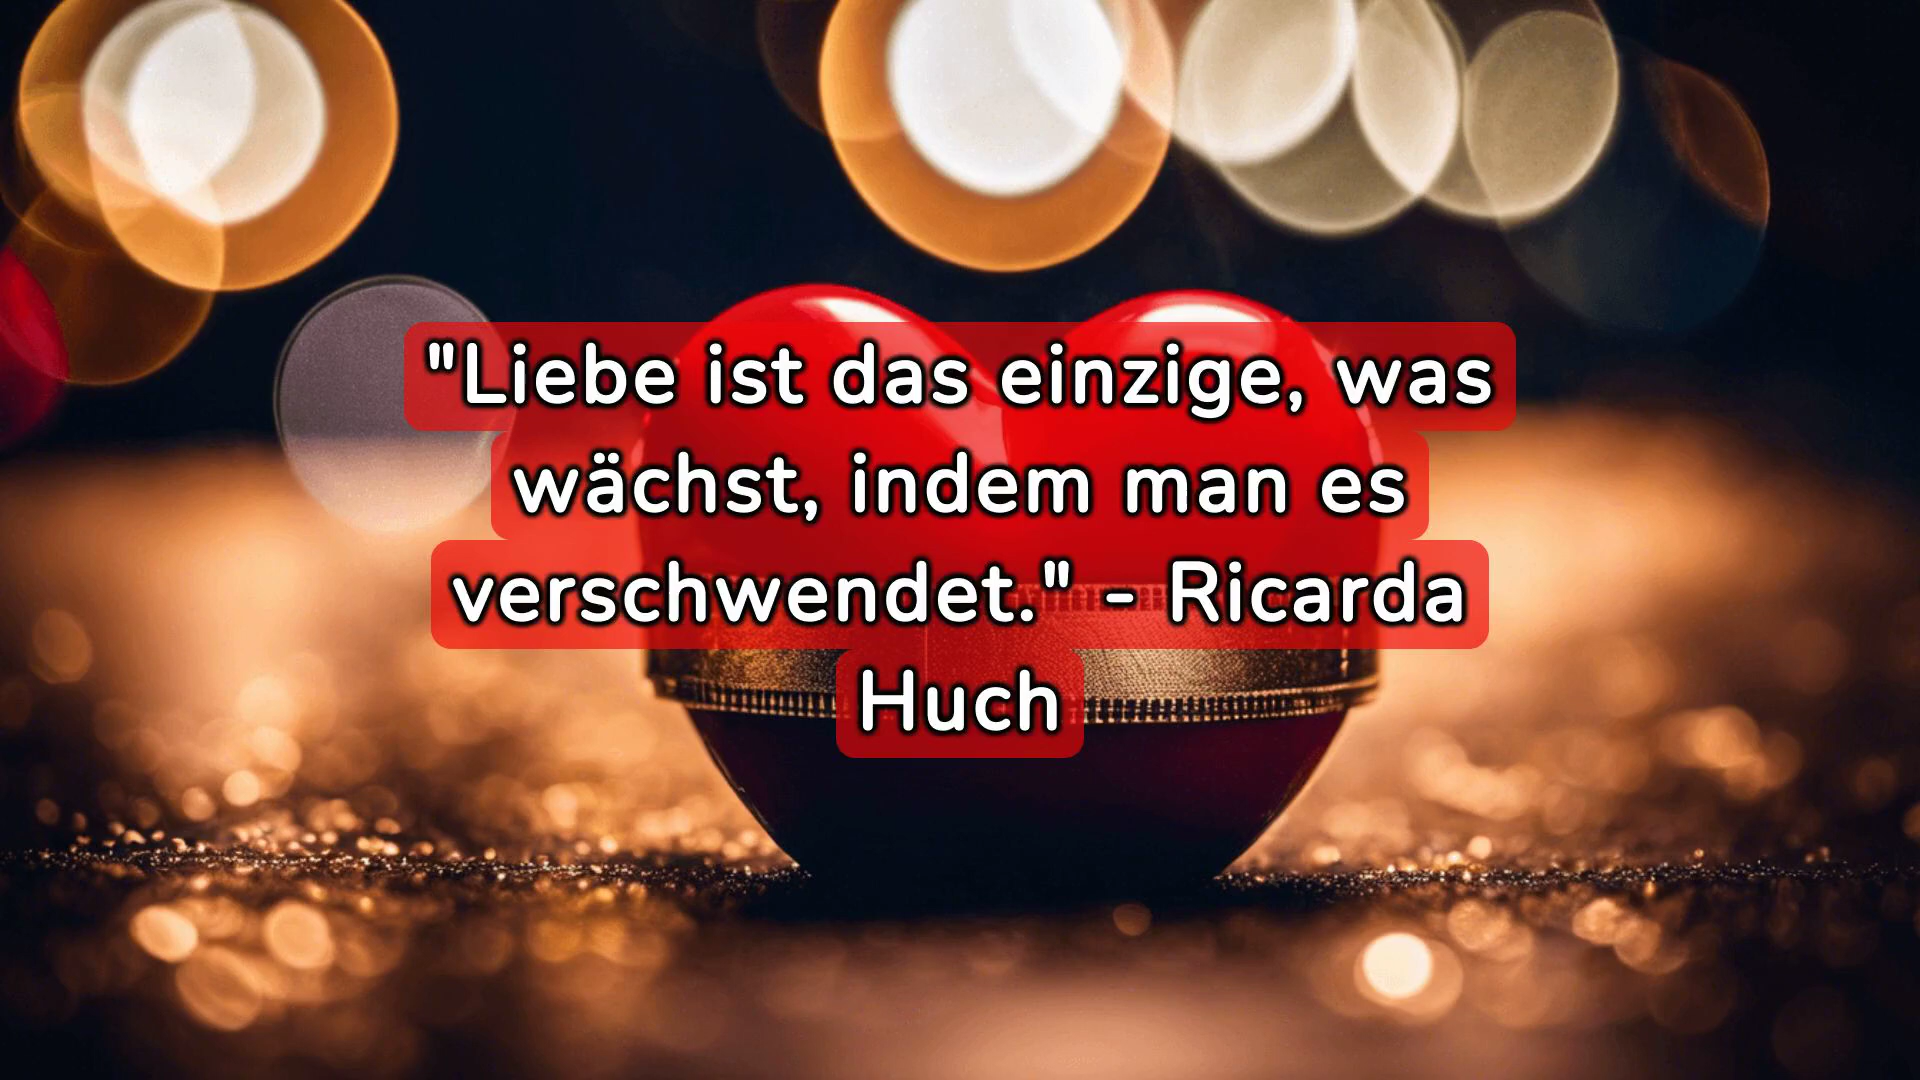 "Liebe ist das einzige, was
wächst, indem man es
verschwendet." - Ricarda
Huch